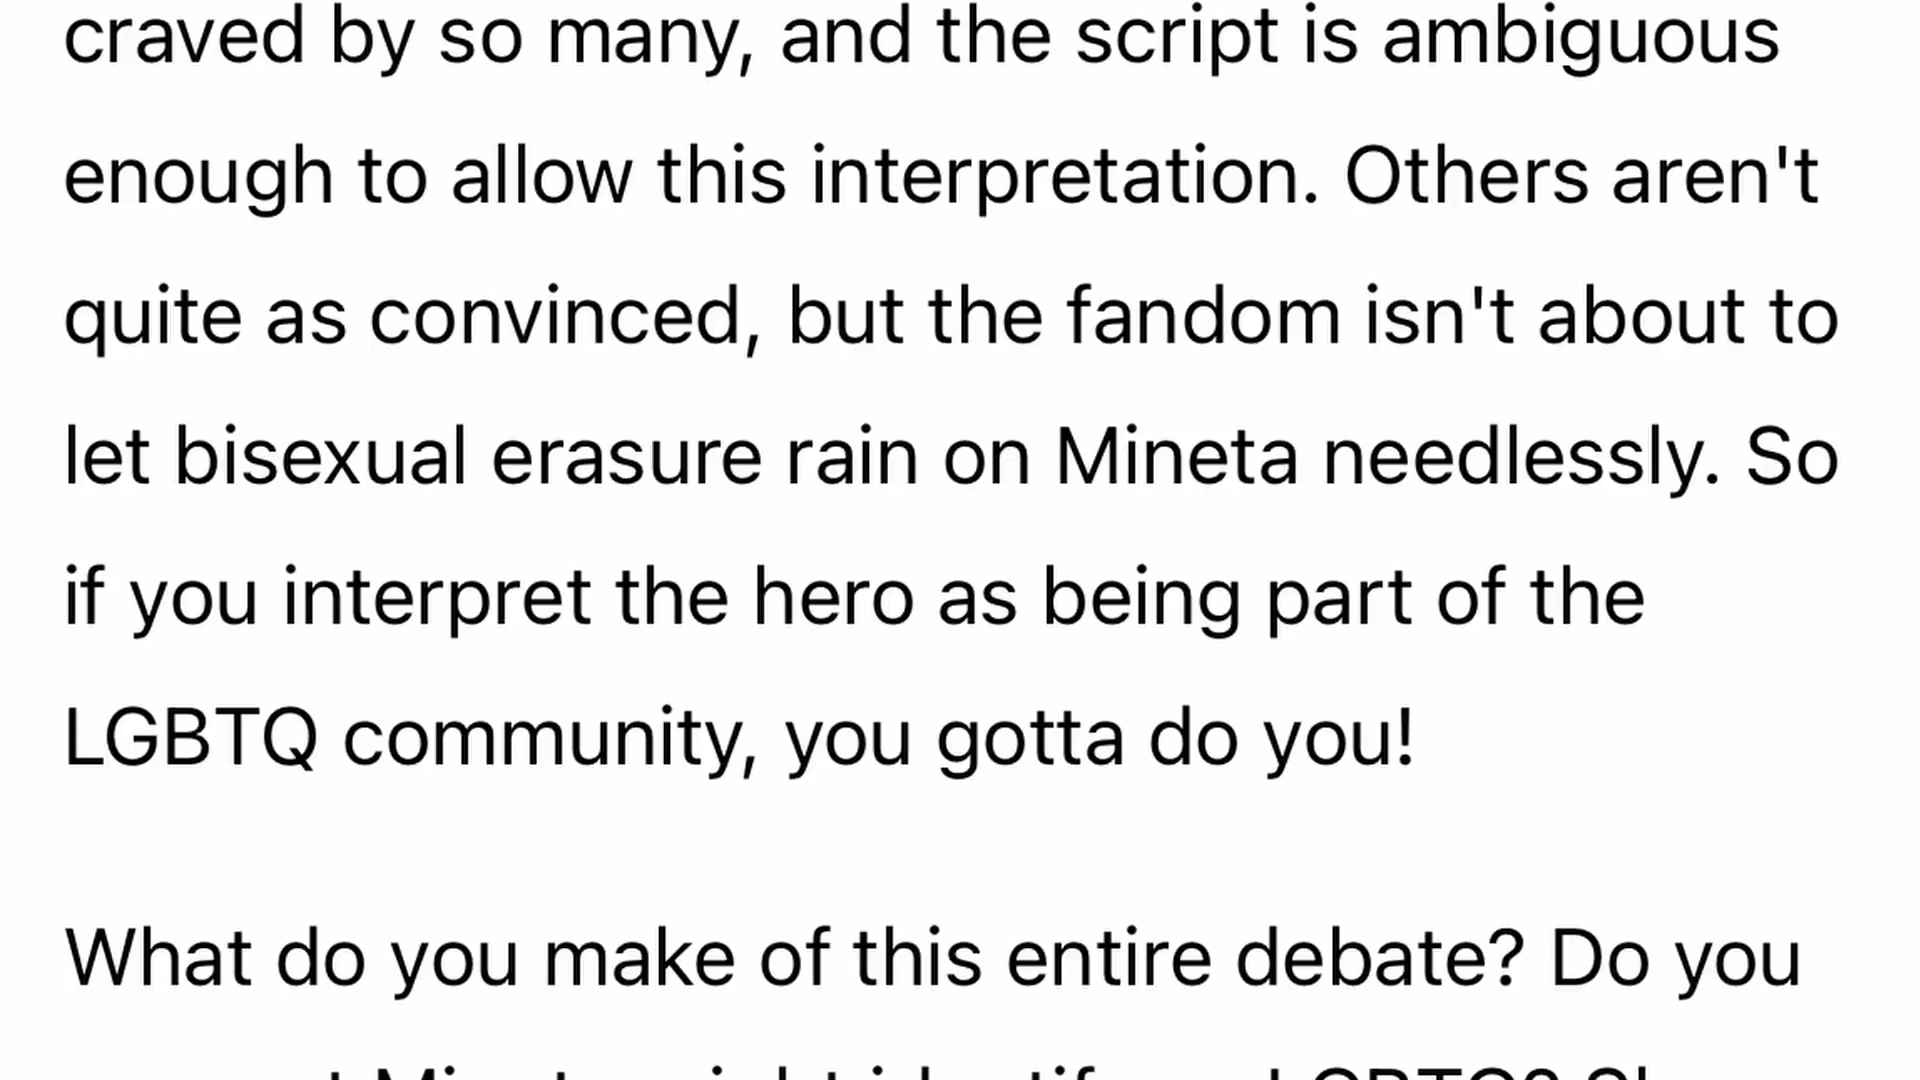 craved by so many, and the script is ambiguous
enough to allow this interpretation. Others aren't
quite as convinced, but the fandom isn't about to
let bisexual erasure rain on Mineta needlessly. So
if you interpret the hero as being part of the
LGBTQ community, you gotta do you!
What do you make of this entire debate? Do you